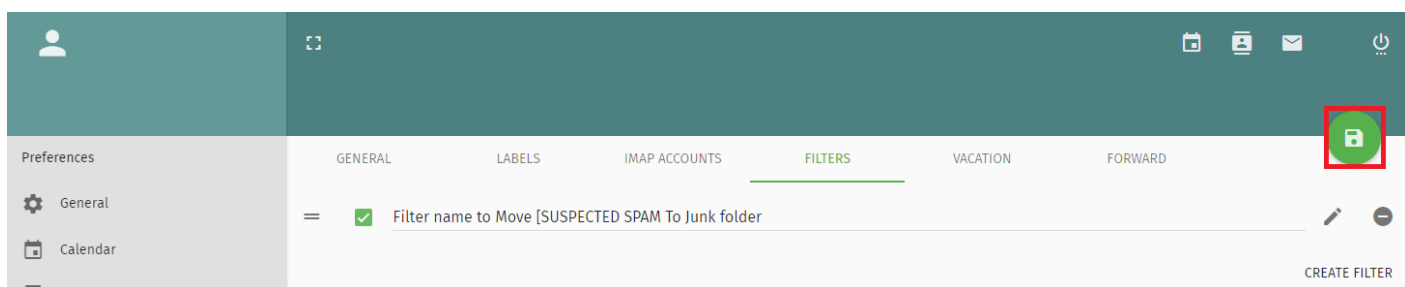 Preferences
GENERAL LABELS IMAP ACCOUNTS FILTERS VACATION FORWARD
General
Filter name to Move [SUSPECTED SPAM To Junk folder
Calendar
CREATE FILTER